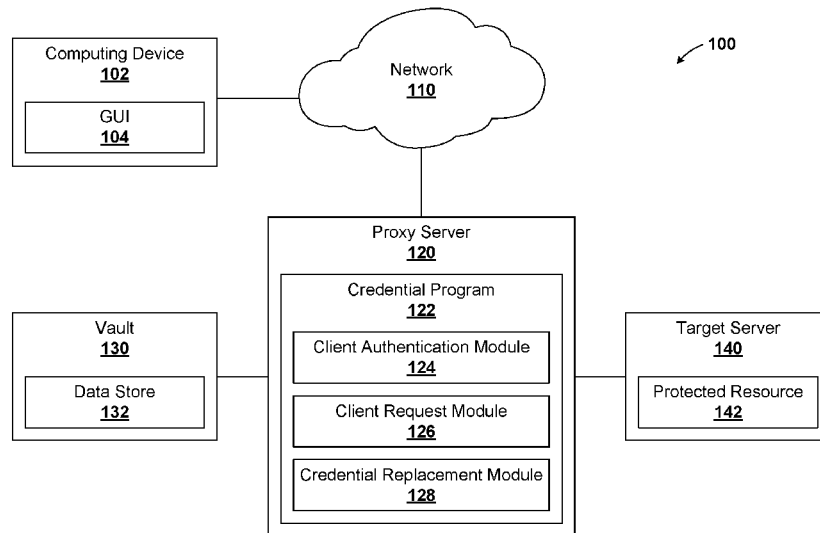 Computing Device
102
GUI
104
Network
110
100
Proxy Server
120
Credential Program
122
Client Authentication Module
124
Client Request Module
126
Credential Replacement Module
128
Vault
130
Data Store
132
Target Server
140
Protected Resource
142